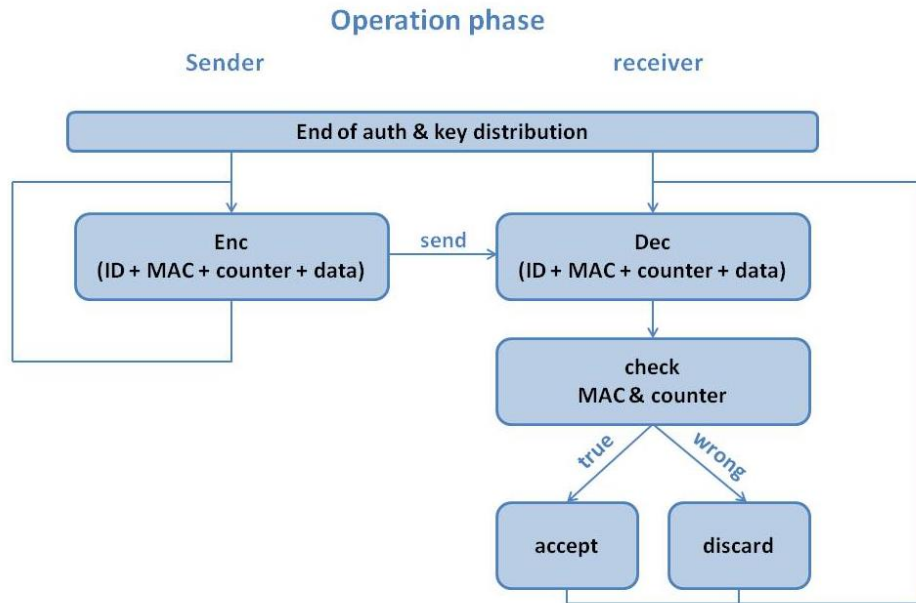 Operation phase
Sender
receiver
End of auth & key distribution
Enc
(ID + MAC + counter + data)
send
Dec
(ID + MAC + counter + data)
check
MAC & counter
true
wrong
accept
discard